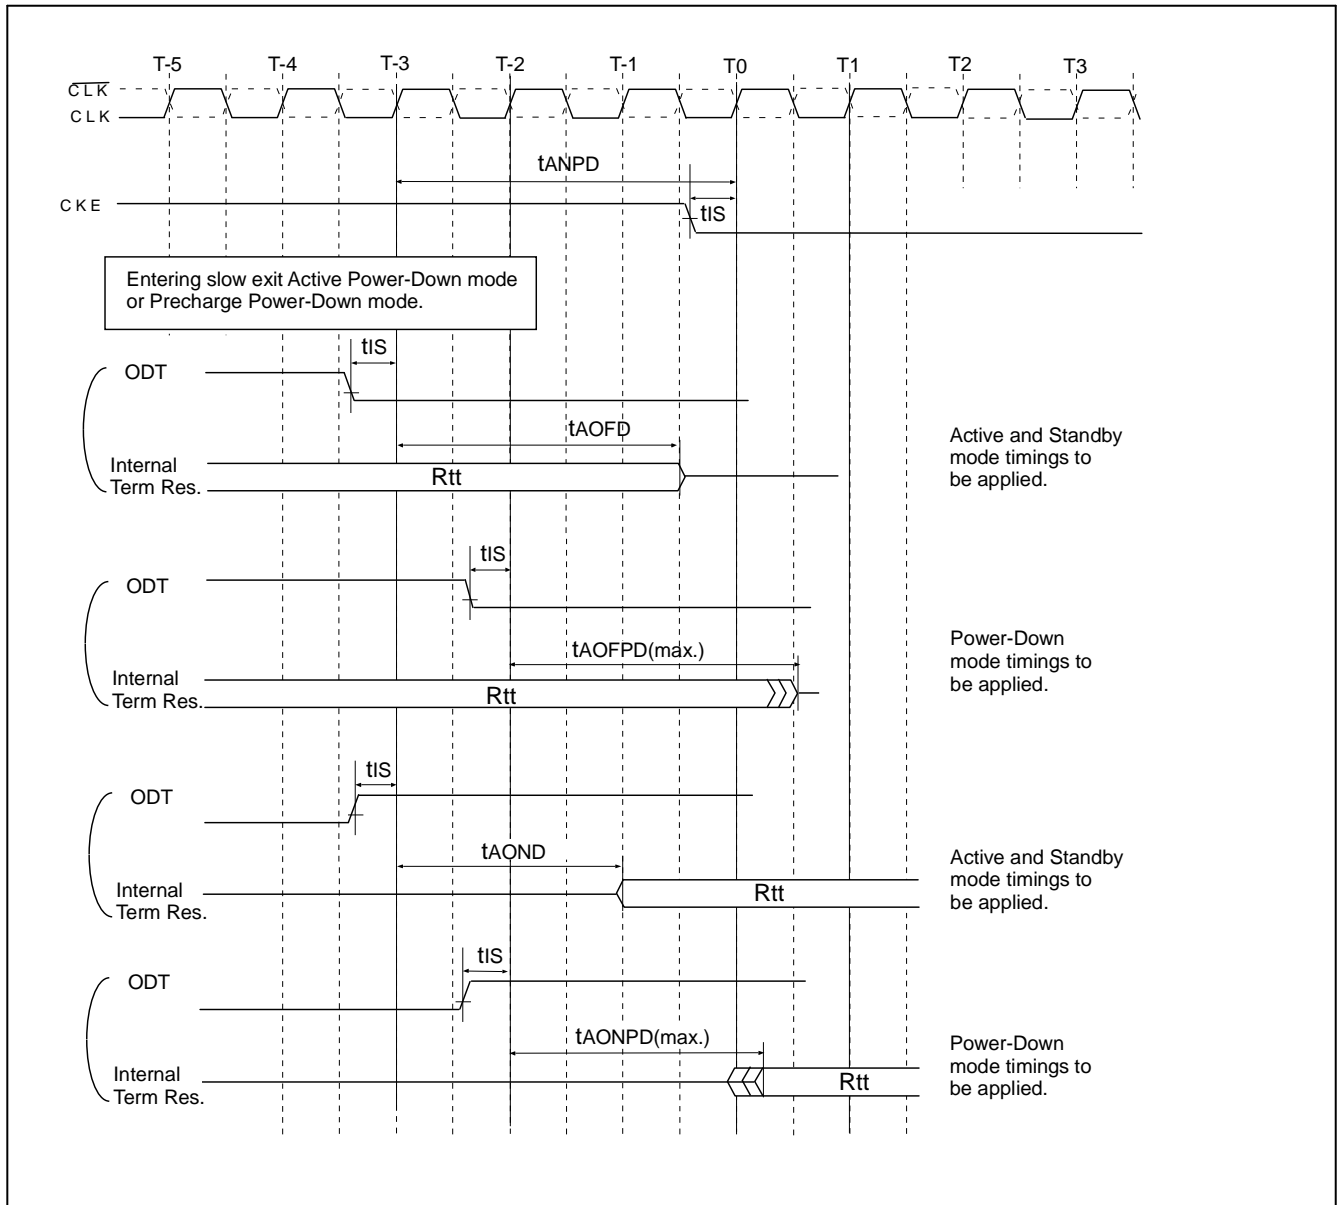 T-5 T-4 T-3 T-2 T-1 T0 T1 T2 T3
CLK
CLK
tANPD
CKE
tIS
Entering slow exit Active Power-Down mode
or Precharge Power-Down mode.
tIS
ODT
tAOFD
Active and Standby
mode timings to
be applied.
Internal
Term Res.
Rtt
tIS
ODT
tAOFPD(max.)
Power-Down
mode timings to
be applied.
Internal
Term Res.
Rtt
tIS
ODT
tAOND
Active and Standby
mode timings to
be applied.
Internal
Term Res.
Rtt
tIS
ODT
tAONPD(max.)
Power-Down
mode timings to
be applied.
Internal
Term Res.
Rtt